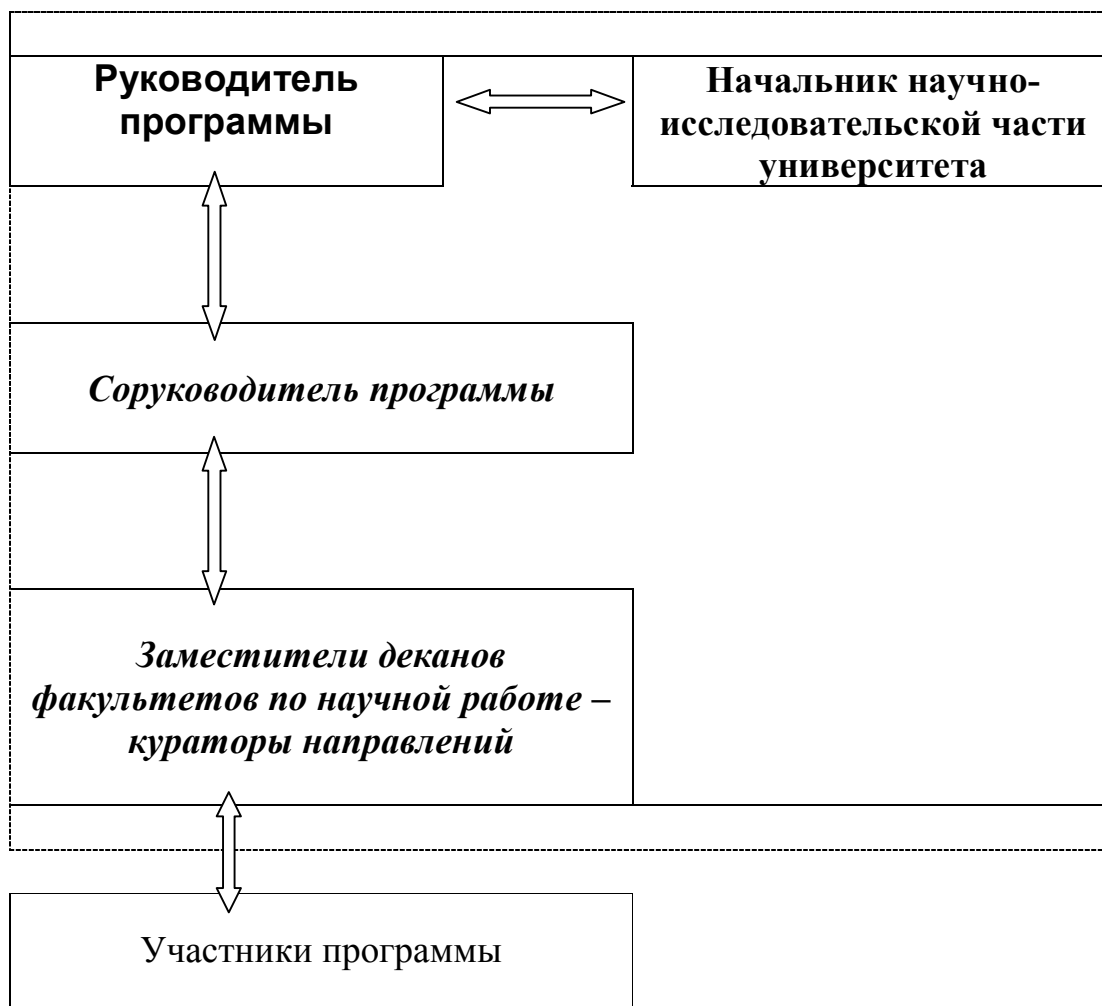 Руководитель
программы
Начальник научно-
исследовательской части
университета
Соруководитель программы
Заместители деканов
факультетов по научной работе –
кураторы направлений
Участники программы